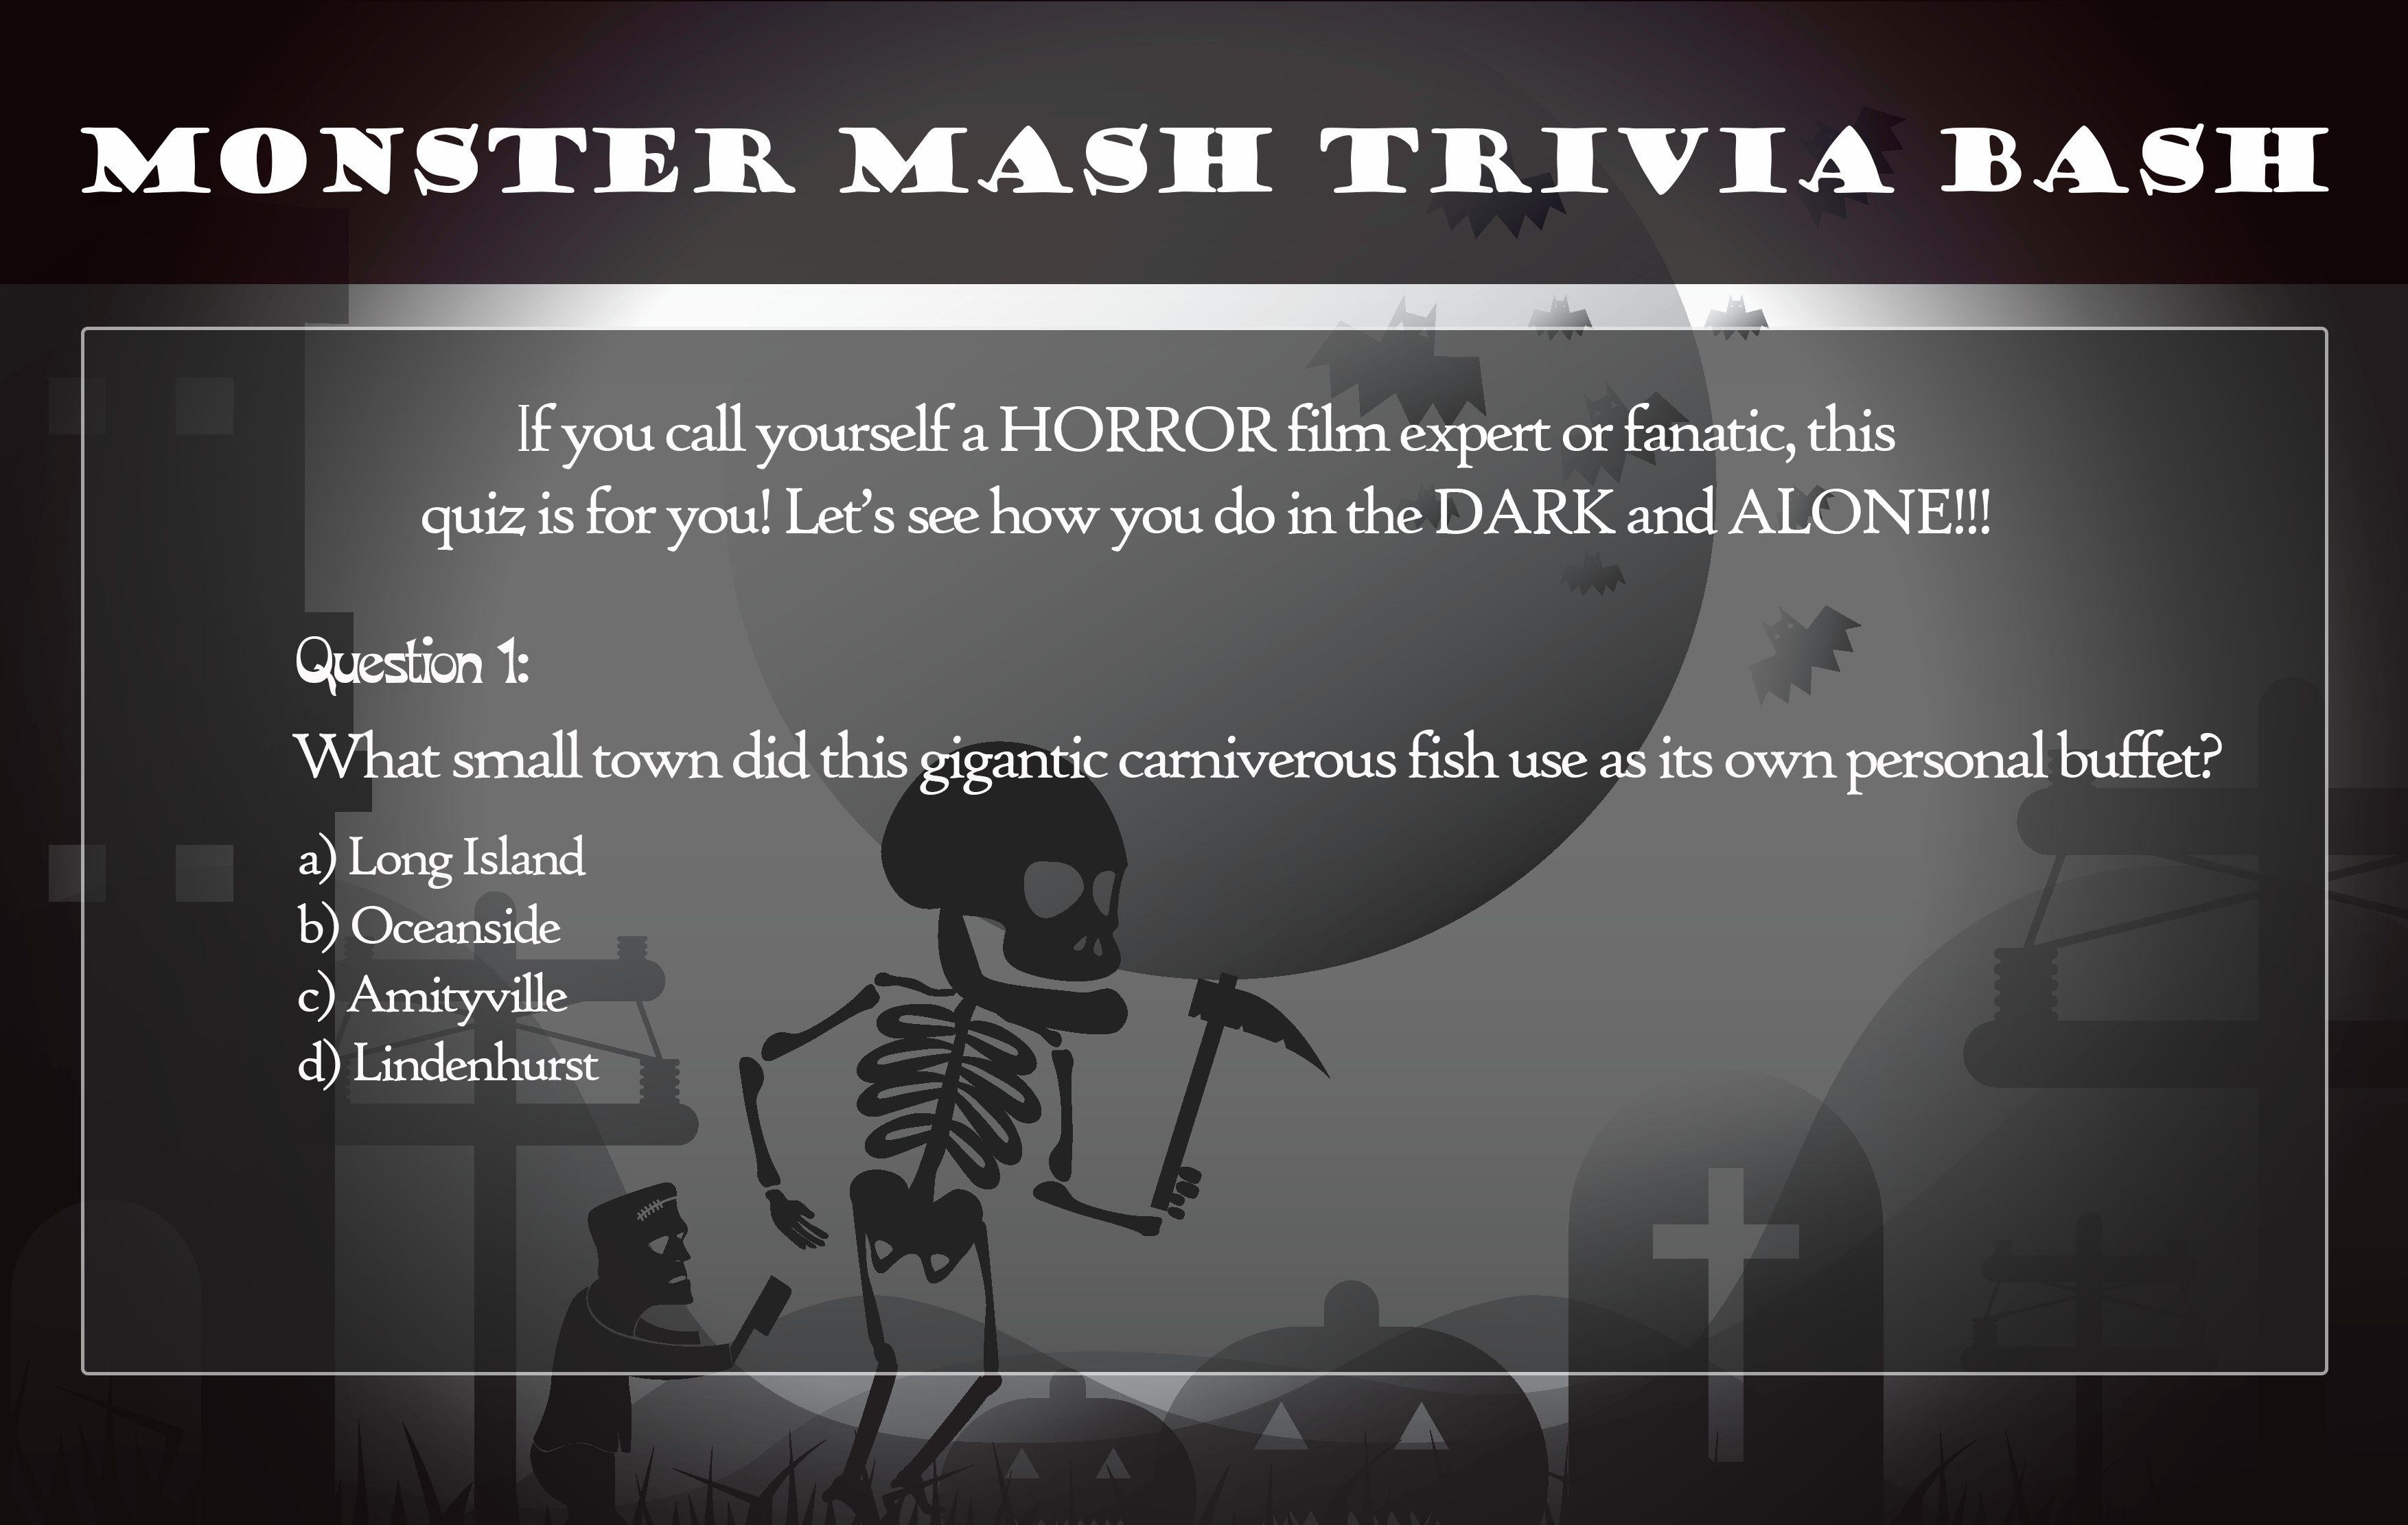 MONSTER MASH TRIVIA BASH
If you call yourself a HORROR film expert or fanatic, this
quiz is for you! Let's see how you do in the DARK and ALONE!!!
Question 1:
What small town did this gigantic carniverous fish use as its own personal buffet?
a) Long Island
b) Oceanside
c) Amityville
d) Lindenhurst